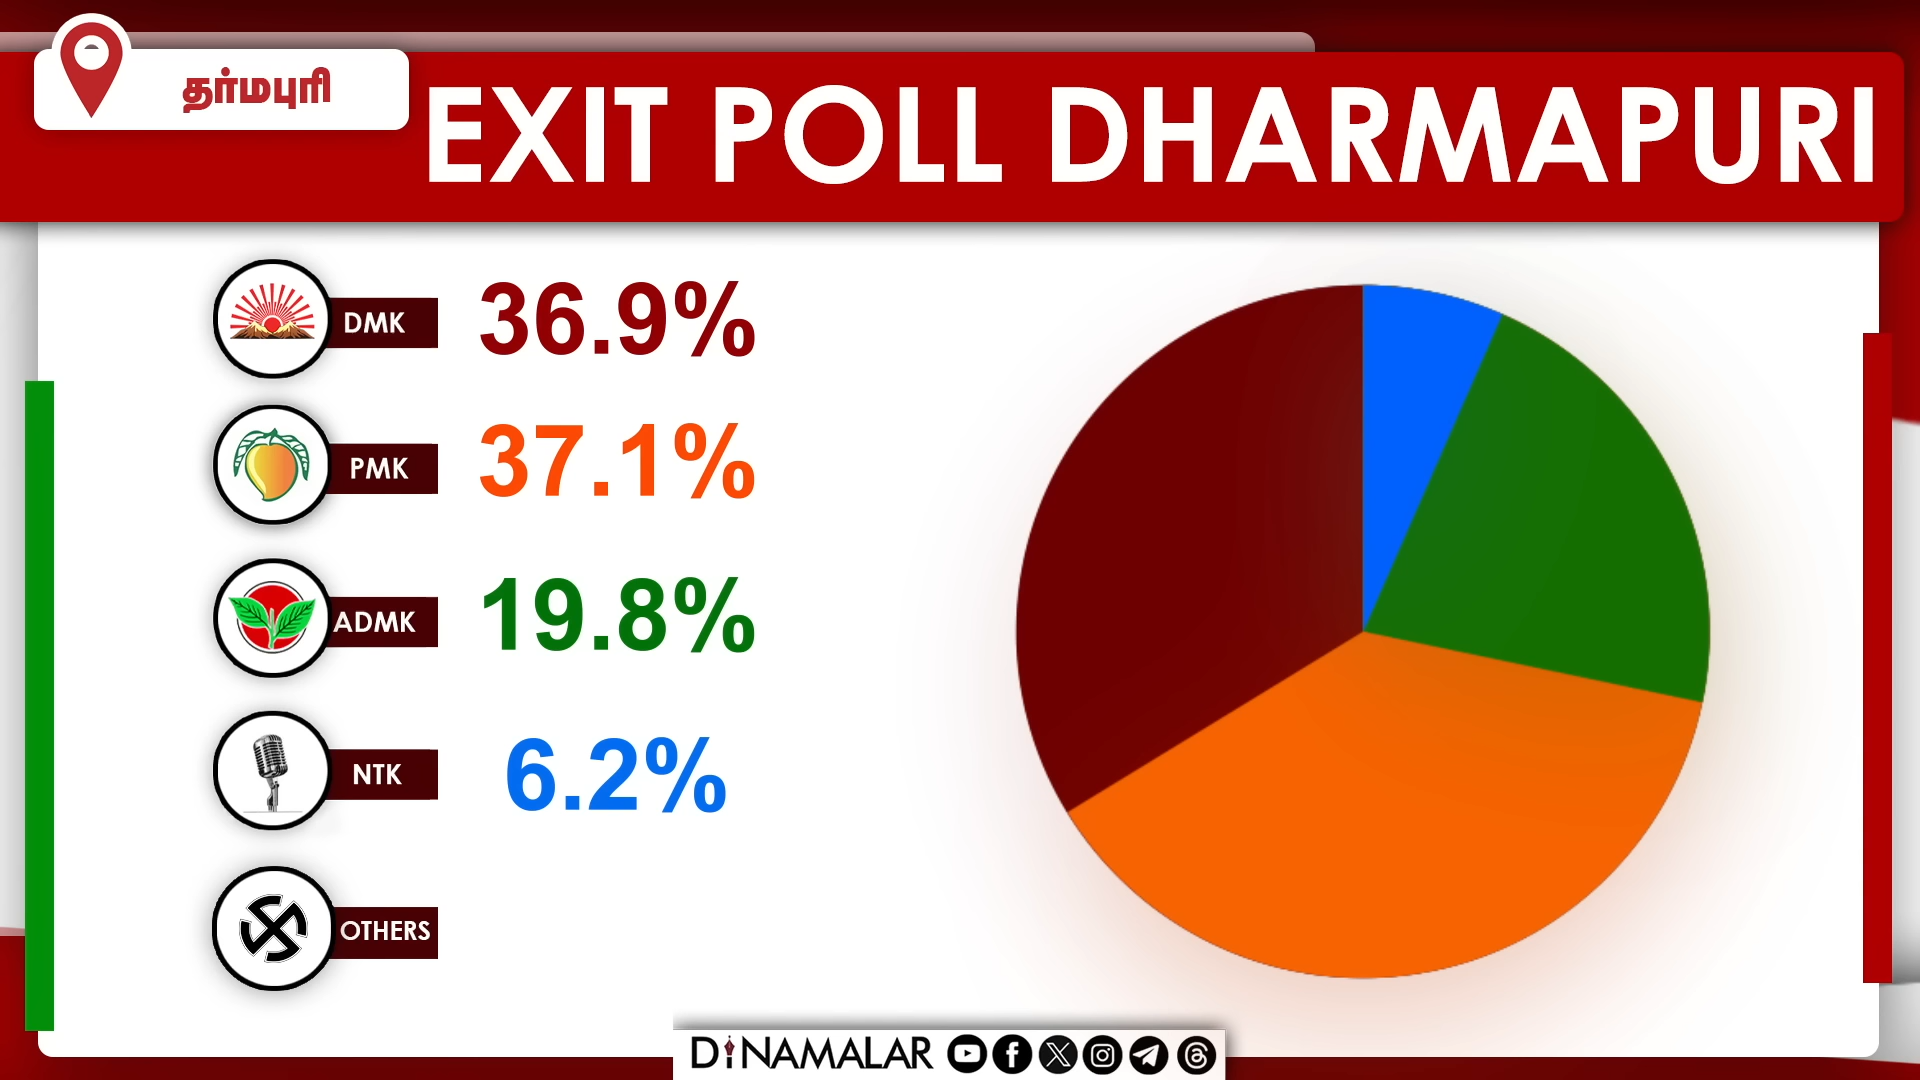 தர்மபுரி
EXIT POLL DHARMAPURI
DMK 36.9%
PMK 37.1%
ADMK 19.8%
NTK 6.2%
OTHERS
DINAMALAR